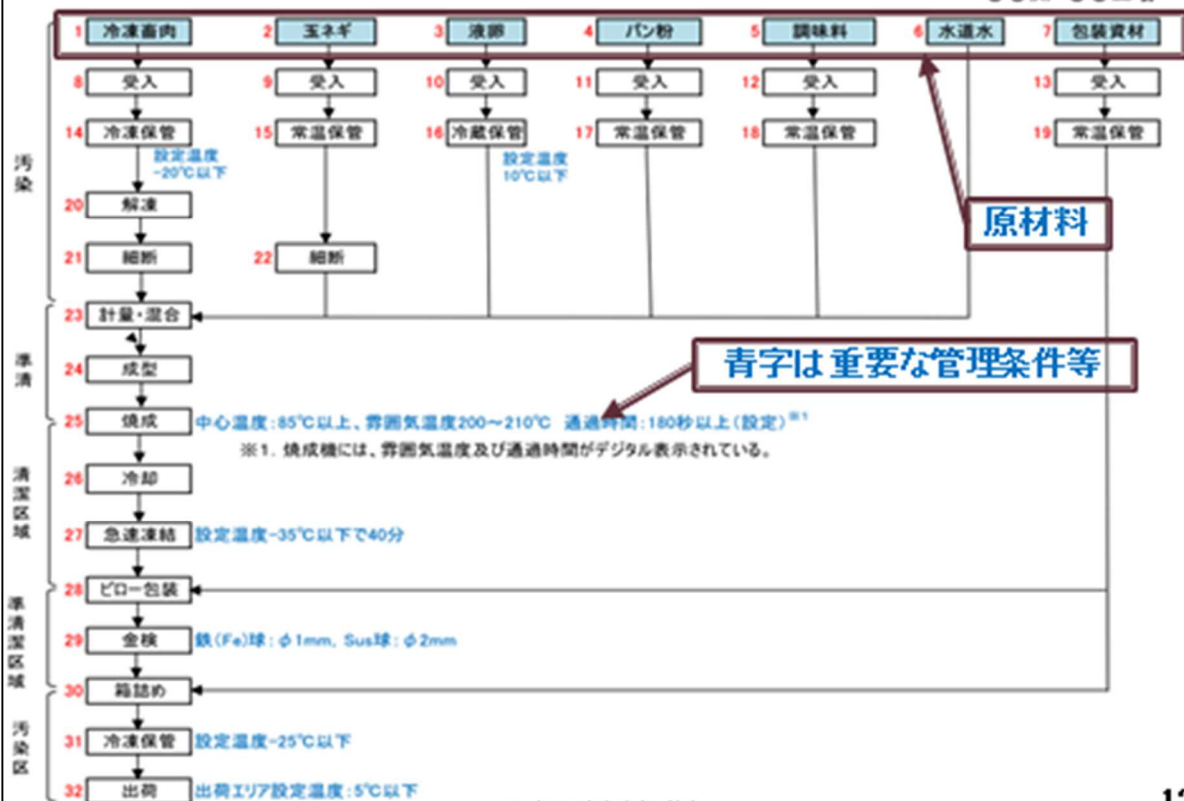 1 冷凍畜肉 2 玉ネギ 3 液卵 4 パン粉 5 調味料 6 水道水 7 包装資材
8 受入 9 受入 10 受入 11 受入 12 受入 13 受入
14 冷凍保管 15 常温保管 16 冷蔵保管 17 常温保管 18 常温保管 19 常温保管
設定温度
-20℃以下
設定温度
10℃以下
汚染
20 解凍
原材料
21 細断 22 細断
23 計量・混合
青字は重要な管理条件等
準清
24 成型
25 焼成 中心温度:85℃以上、雰囲気温度200~210℃ 通過時間:180秒以上(設定)※1
※1. 焼成機には、雰囲気温度及び通過時間がデジタル表示されている。
清潔区域
26 冷却
27 急速凍結 設定温度-35℃以下で40分
28 ピロー包装
準清潔区域
29 金検 鉄(Fe)球:φ1mm, Sus球:φ2mm
30 箱詰め
汚染区
31 冷凍保管 設定温度-25℃以下
32 出荷 出荷エリア設定温度:5℃以下